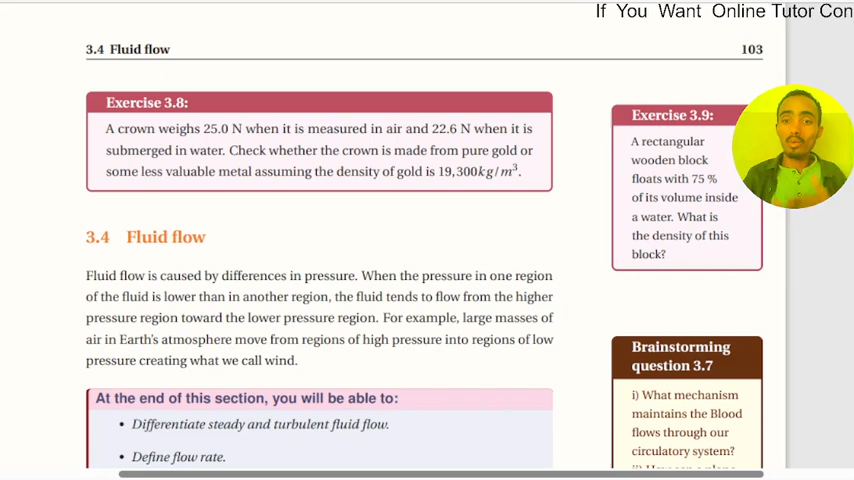 If You Want Online Tutor Con
3.4 Fluid flow
103
Exercise 3.8:
A crown weighs 25.0 N when it is measured in air and 22.6 N when it is
submerged in water. Check whether the crown is made from pure gold or
some less valuable metal assuming the density of gold is 19,300kg/m³.
Exercise 3.9:
A rectangular
wooden block
floats with 75 %
of its volume inside
a water. What is
the density of this
block?
3.4 Fluid flow
Fluid flow is caused by differences in pressure. When the pressure in one region
of the fluid is lower than in another region, the fluid tends to flow from the higher
pressure region toward the lower pressure region. For example, large masses of
air in Earth's atmosphere move from regions of high pressure into regions of low
pressure creating what we call wind.
At the end of this section, you will be able to:
• Differentiate steady and turbulent fluid flow.
• Define flow rate.
Brainstorming
question 3.7
i) What mechanism
maintains the Blood
flows through our
circulatory system?